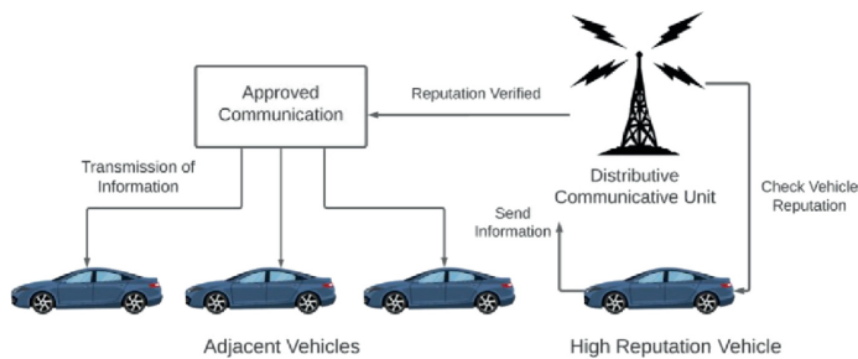 Approved
Communication
Reputation Verified
Transmission of
Information
Distributive
Communicative Unit
Check Vehicle
Reputation
Send
Information
Adjacent Vehicles
High Reputation Vehicle